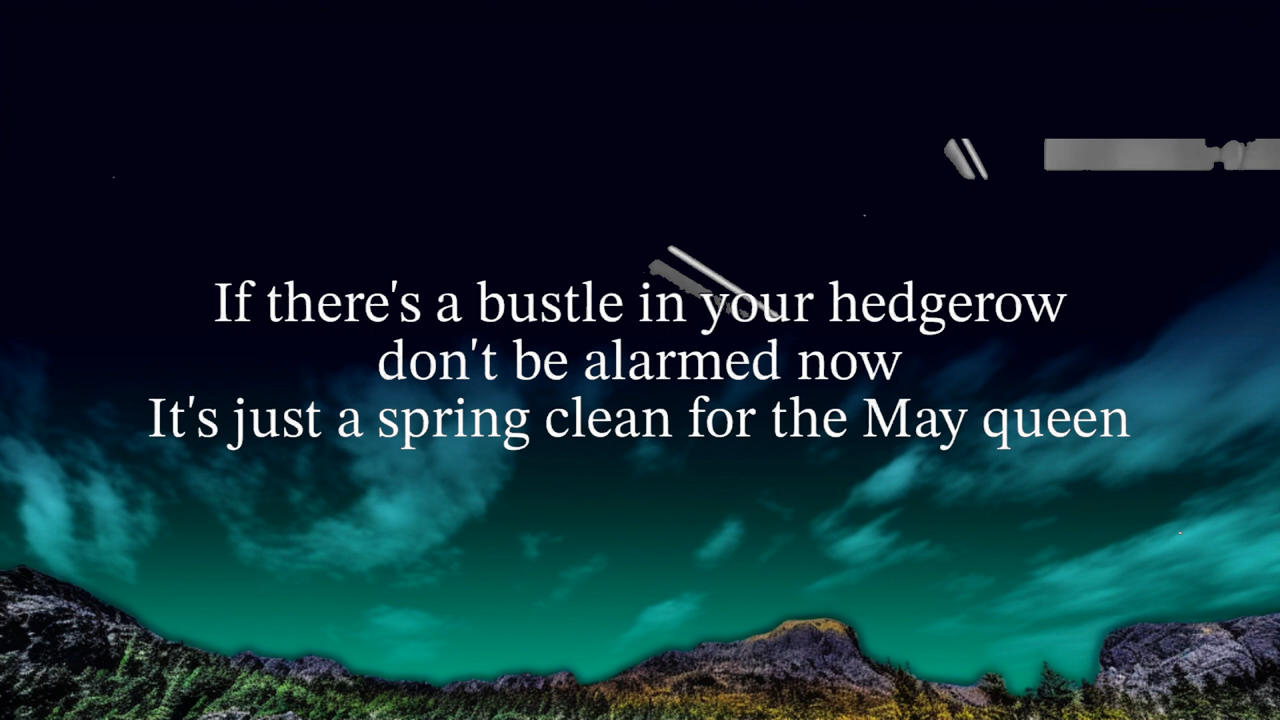 If there's a bustle in your hedgerow
don't be alarmed now
It's just a spring clean for the May queen